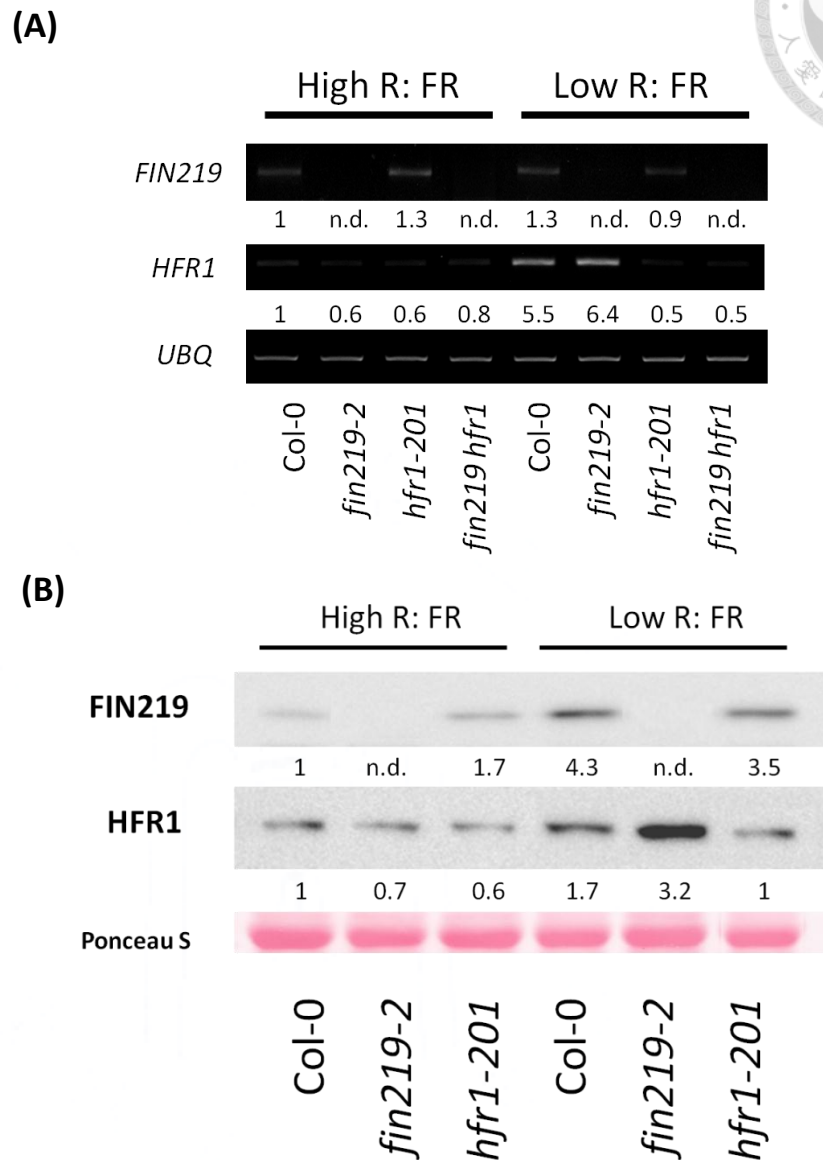 (A)
High R: FR Low R: FR
FIN219
1 n.d. 1.3 n.d. 1.3 n.d. 0.9 n.d.
HFR1
1 0.6 0.6 0.8 5.5 6.4 0.5 0.5
UBQ
Col-0 fin219-2 hfr1-201 fin219 hfr1 Col-0 fin219-2 hfr1-201 fin219 hfr1
(B)
High R: FR Low R: FR
FIN219
1 n.d. 1.7 4.3 n.d. 3.5
HFR1
1 0.7 0.6 1.7 3.2 1
Ponceau S
Col-0 fin219-2 hfr1-201 Col-0 fin219-2 hfr1-201